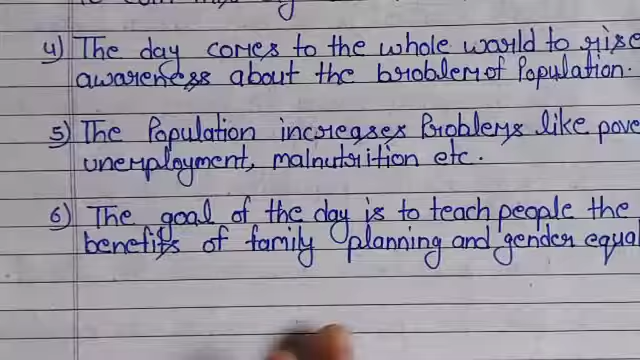 4) The day comes to the whole world to rise
awareness about the broblem of Population.
5) The Population increases Problems like pove
unemployment, malnutrition etc.
6) The goal of the day is to teach people the
benefits of family planning and gender equal